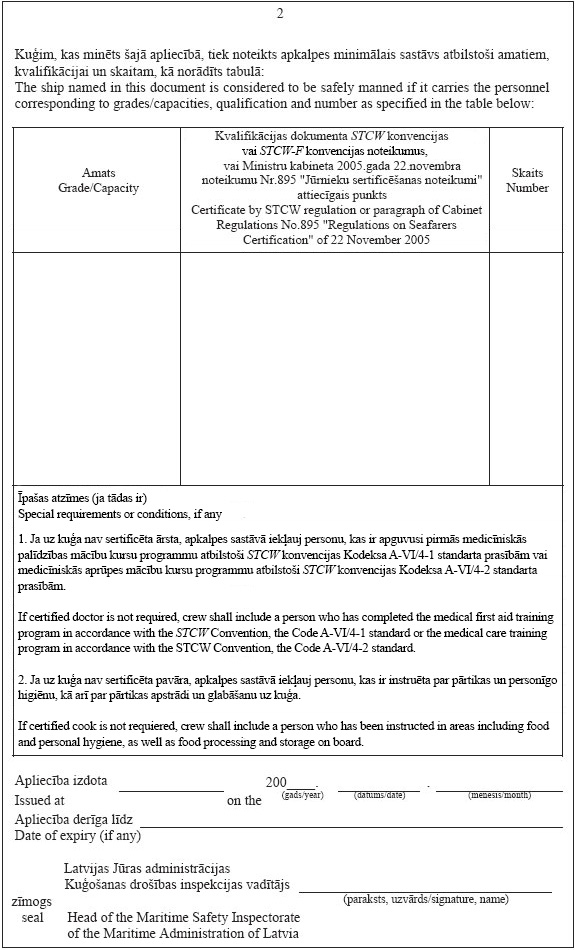 2
Kuģim, kas minēts šajā apliecībā, tiek noteikts apkalpes minimālais sastāvs atbilstoši amatiem,
kvalifikācijai un skaitam, kā norādīts tabulā:
The ship named in this document is considered to be safely manned if it carries the personnel
corresponding to grades/capacities, qualification and number as specified in the table below:
Amats
Grade/Capacity
Kvalifikācijas dokumenta STCW konvencijas
vai STCW-F konvencijas noteikumus,
vai Ministru kabineta 2005.gada 22.novembra
noteikumu Nr.895 "Jūrnieku sertificēšanas noteikumi"
attiecīgais punkts
Certificate by STCW regulation or paragraph of Cabinet
Regulations No.895 "Regulations on Seafarers
Certification" of 22 November 2005
Skaits
Number
Īpašas atzīmes (ja tādas ir)
Special requirements or conditions, if any
1. Ja uz kuģa nav sertificēta ārsta, apkalpes sastāvā iekļauj personu, kas ir apguvusi pirmās medicīniskās
palīdzības mācību kursu programmu atbilstoši STCW konvencijas Kodeksa A-VI/4-1 standarta prasībām vai
medicīniskās aprūpes mācību kursu programmu atbilstoši STCW konvencijas Kodeksa A-VI/4-2 standarta
prasībām.
If certified doctor is not required, crew shall include a person who has completed the medical first aid training
program in accordance with the STCW Convention, the Code A-VI/4-1 standard or the medical care training
program in accordance with the STCW Convention, the Code A-VI/4-2 standard.
2. Ja uz kuģa nav sertificēta pavāra, apkalpes sastāvā iekļauj personu, kas ir instruēta par pārtikas un personīgo
higiēnu, kā arī par pārtikas apstrādi un glabāšanu uz kuģa.
If certified cook is not requiered, crew shall include a person who has been instructed in areas including food
and personal hygiene, as well as food processing and storage on board.
Apliecība izdota ____ 200____. ____ . ____
Issued at on the (gads/year) (datums/date) (mēnesis/month)
Apliecība derīga līdz ____
Date of expiry (if any)
Latvijas Jūras administrācijas
Kuģošanas drošības inspekcijas vadītājs ____
zīmogs (paraksts, uzvārds/signature, name)
seal Head of the Maritime Safety Inspectorate
of the Maritime Administration of Latvia